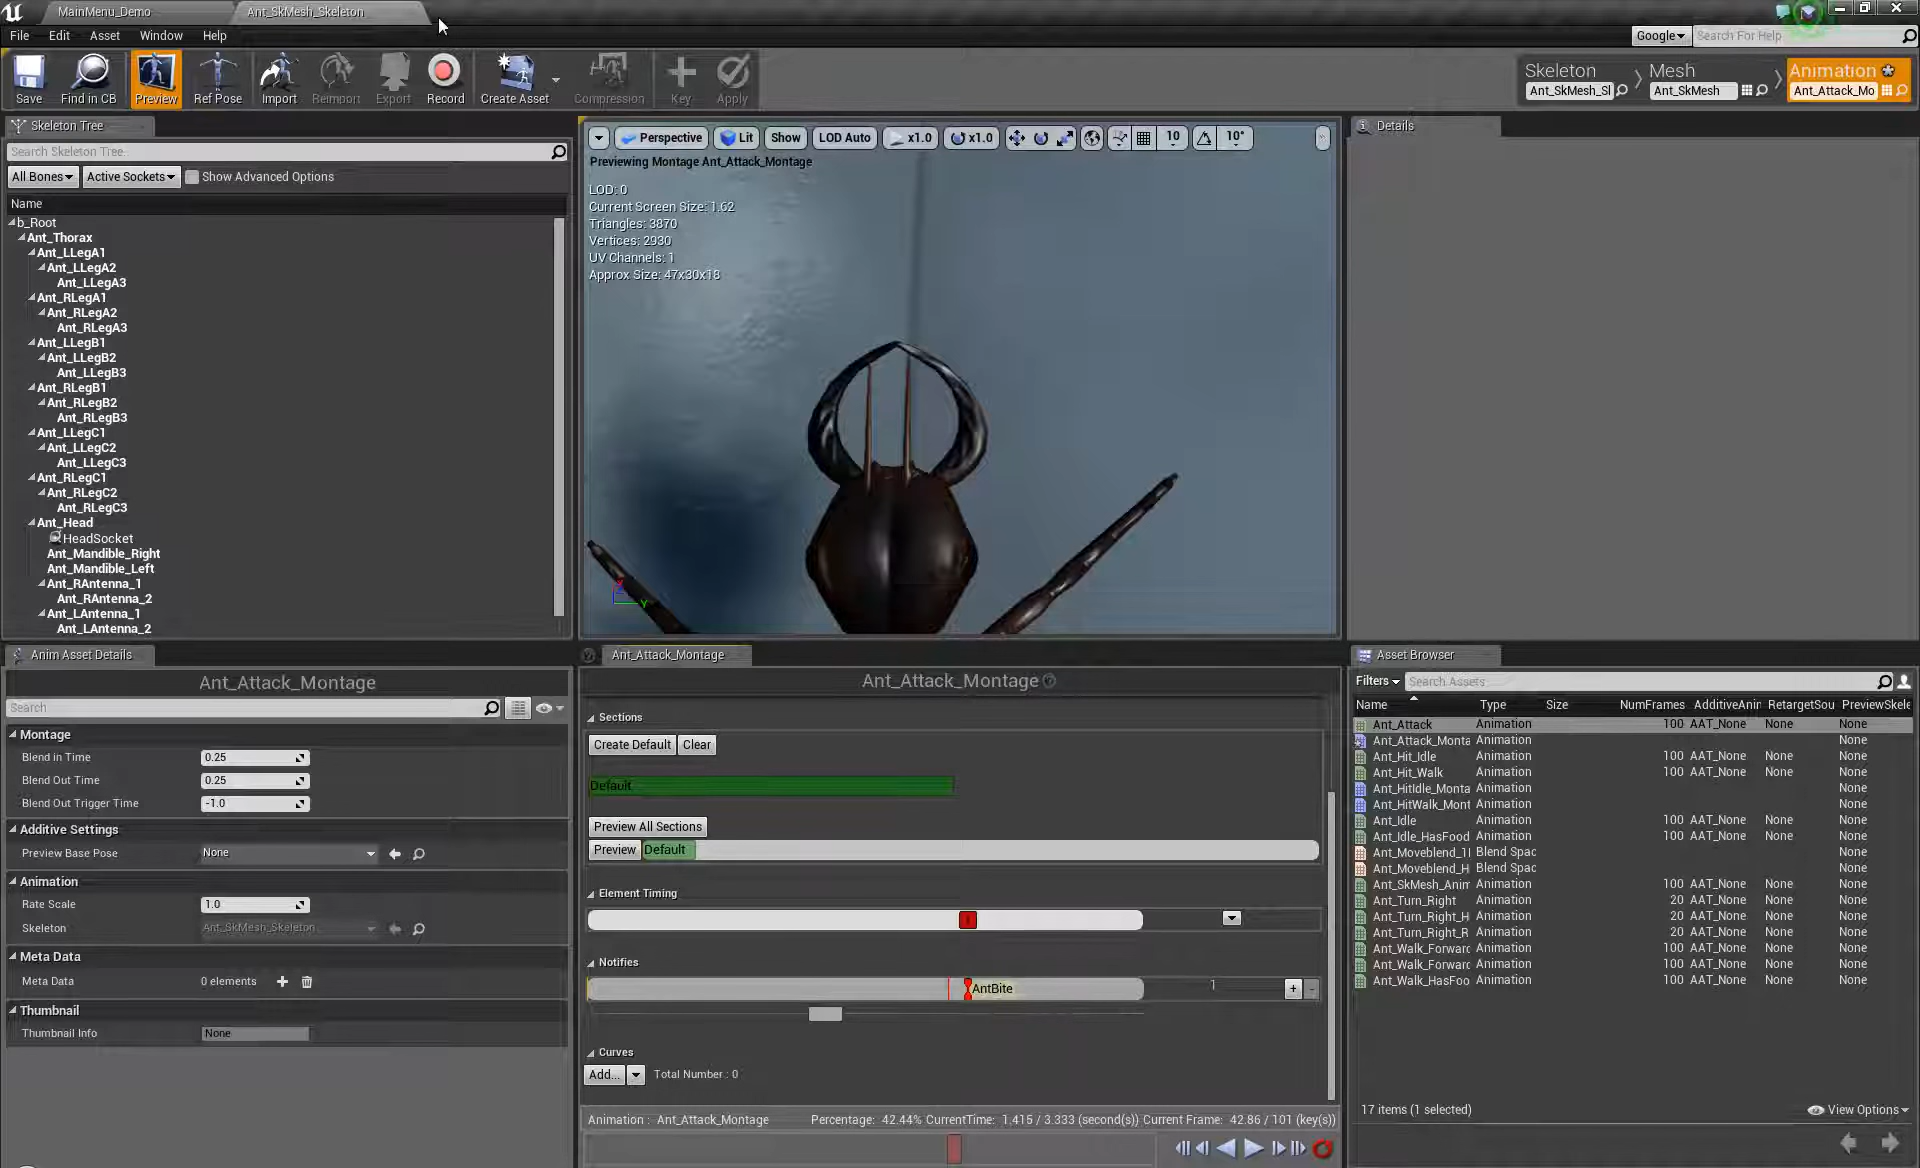 MainMenu_Demo
Ant_SkMesh_Skeleton
File Edit Asset Window Help
Google
Search For Help
Save
Find in CB
Preview
Ref Pose
Import
Reimport
Export
Record
Create Asset
Compression
Key
Apply
Skeleton
Ant_SkMesh_Sl
Mesh
Ant_SkMesh
Animation
Ant_Attack_Mo
Skeleton Tree
Search Skeleton Tree
All Bones Active Sockets Show Advanced Options
Name
b_Root
Ant_Thorax
Ant_LLegA1
Ant_LLegA2
Ant_LLegA3
Ant_RLegA1
Ant_RLegA2
Ant_RLegA3
Ant_LLegB1
Ant_LLegB2
Ant_LLegB3
Ant_RLegB1
Ant_RLegB2
Ant_RLegB3
Ant_LLegC1
Ant_LLegC2
Ant_LLegC3
Ant_RLegC1
Ant_RLegC2
Ant_RLegC3
Ant_Head
HeadSocket
Ant_Mandible_Right
Ant_Mandible_Left
Ant_RAntenna_1
Ant_RAntenna_2
Ant_LAntenna_1
Ant_LAntenna_2
Perspective Lit Show LOD Auto x1.0 x1.0 10 10°
Previewing Montage Ant_Attack_Montage
LOD: 0
Current Screen Size: 1.62
Triangles: 3870
Vertices: 2930
UV Channels: 1
Approx Size: 47x30x18
X
Z
Y
Details
Anim Asset Details
Ant_Attack_Montage
Search
Montage
Blend in Time 0.25
Blend Out Time 0.25
Blend Out Trigger Time -1.0
Additive Settings
Preview Base Pose None
Animation
Rate Scale 1.0
Skeleton Ant_SkMesh_Skeleton
Meta Data
Meta Data 0 elements
Thumbnail
Thumbnail Info None
Ant_Attack_Montage
Ant_Attack_Montage
Sections
Create Default Clear
Default
Preview All Sections
Preview Default
Element Timing
Notifies
AntBite 1 + -
Curves
Add... Total Number : 0
Animation : Ant_Attack_Montage Percentage: 42.44% CurrentTime: 1.415 / 3.333 (second(s)) Current Frame: 42.86 / 101 (key(s))
Asset Browser
Filters Search Assets
Name Type Size NumFrames AdditiveAnin RetargetSou PreviewSkele
Ant_Attack Animation 100 AAT_None None None
Ant_Attack_Monta Animation None
Ant_Hit_Idle Animation 100 AAT_None None None
Ant_Hit_Walk Animation 100 AAT_None None None
Ant_HitIdle_Monta Animation None
Ant_HitWalk_Mont Animation None
Ant_Idle Animation 100 AAT_None None None
Ant_Idle_HasFood Animation 100 AAT_None None None
Ant_Moveblend_1I Blend Spac None
Ant_Moveblend_H Blend Spac None
Ant_SkMesh_Anim Animation 100 AAT_None None None
Ant_Turn_Right Animation 20 AAT_None None None
Ant_Turn_Right_H Animation 20 AAT_None None None
Ant_Turn_Right_R Animation 20 AAT_None None None
Ant_Walk_Forward Animation 100 AAT_None None None
Ant_Walk_Forward Animation 100 AAT_None None None
Ant_Walk_HasFoo Animation 100 AAT_None None None
17 items (1 selected)
View Options